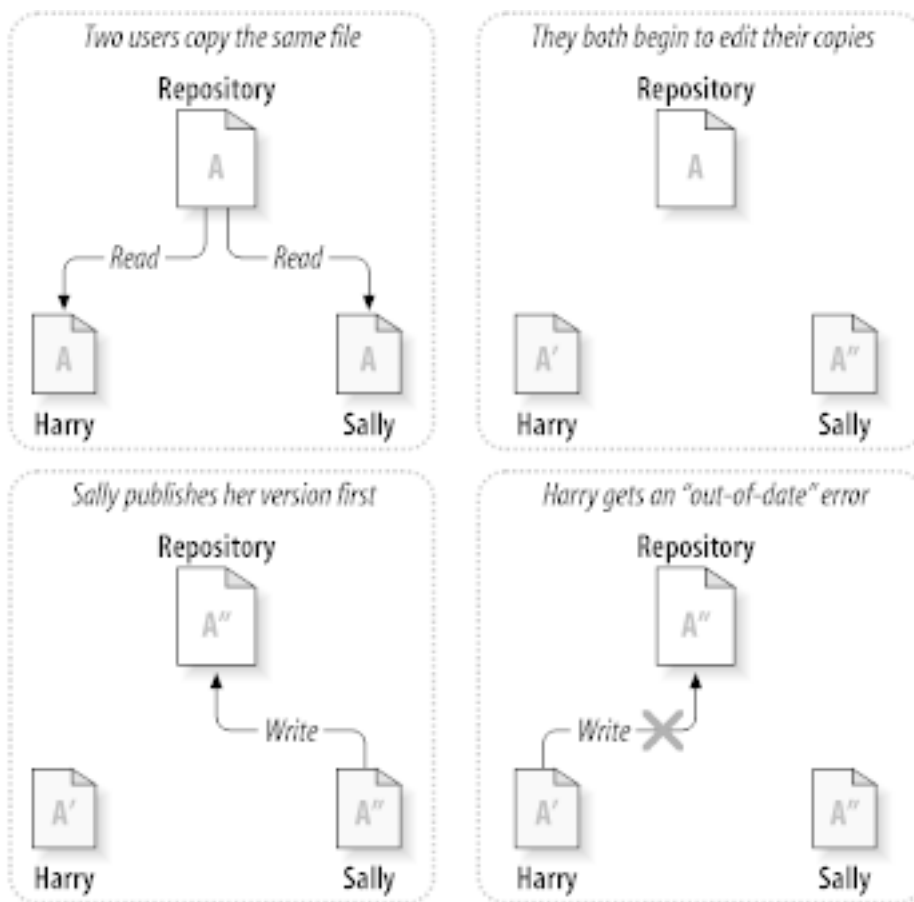 Two users copy the same file
Repository
A
Read Read
A A
Harry Sally
They both begin to edit their copies
Repository
A
A' A"
Harry Sally
Sally publishes her version first
Repository
A"
Write
A' A"
Harry Sally
Harry gets an “out-of-date” error
Repository
A"
Write
A' A"
Harry Sally